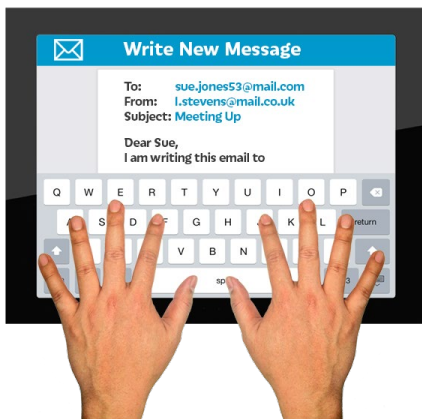 Write New Message
To: sue.jones53@mail.com
From: l.stevens@mail.co.uk
Subject: Meeting Up
Dear Sue,
I am writing this email to
Q W E R T Y U I O P
A S D F G H K L return
V B N